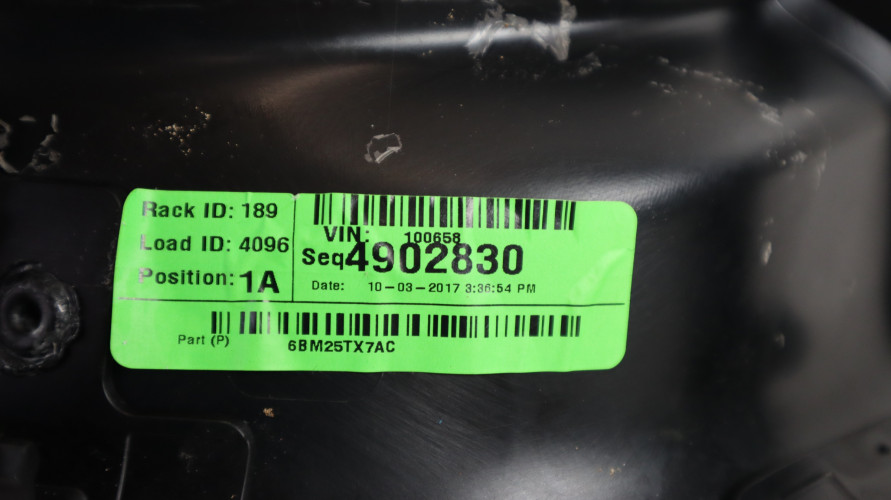 Rack ID: 189
Load ID: 4096
Position: 1A
VIN: 100658
Seq 4902830
Date: 10-03-2017 3:36:54 PM
Part (P)
6BM25TX7AC